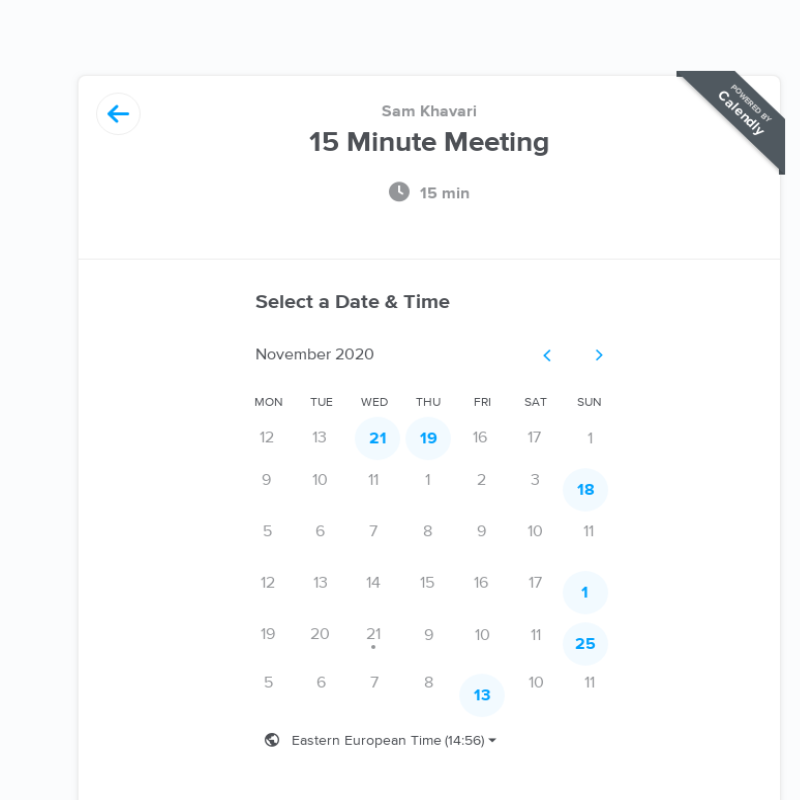 POWERED BY
Calendly
Sam Khavari
15 Minute Meeting
15 min
Select a Date & Time
November 2020
MON TUE WED THU FRI SAT SUN
12 13 21 19 16 17 1
9 10 11 1 2 3 18
5 6 7 8 9 10 11
12 13 14 15 16 17 1
19 20 21 9 10 11 25
5 6 7 8 13 10 11
Eastern European Time (14:56)